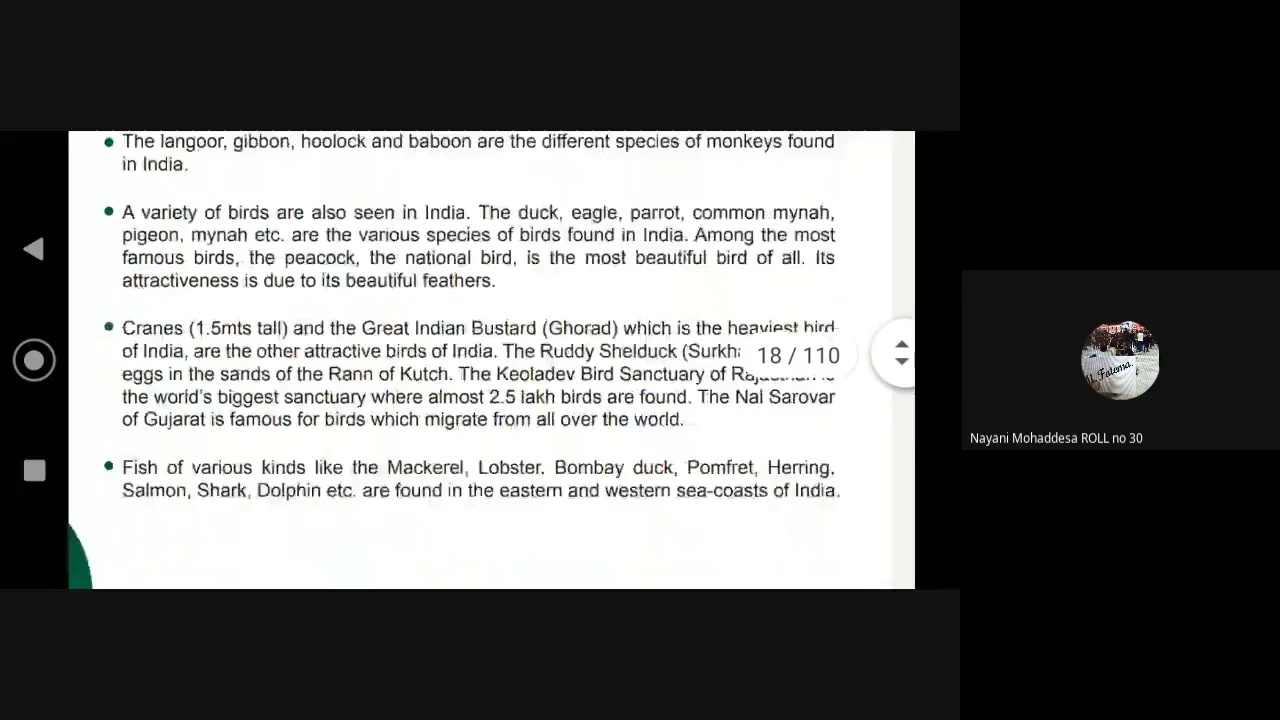 The langoor, gibbon, hoolock and baboon are the different species of monkeys found
in India.
A variety of birds are also seen in India. The duck, eagle, parrot, common mynah,
pigeon, mynah etc. are the various species of birds found in India. Among the most
famous birds, the peacock, the national bird, is the most beautiful bird of all. Its
attractiveness is due to its beautiful feathers.
Cranes (1.5mts tall) and the Great Indian Bustard (Ghorad) which is the heaviest bird
of India, are the other attractive birds of India. The Ruddy Shelduck
18 / 110
eggs in the sands of the Rann of Kutch. The Keoladev Bird Sanctuary of
the world's biggest sanctuary where almost 2.5 lakh birds are found. The Nal Sarovar
of Gujarat is famous for birds which migrate from all over the world.
Fish of various kinds like the Mackerel, Lobster, Bombay duck, Pomfret, Herring,
Salmon, Shark, Dolphin etc. are found in the eastern and western sea-coasts of India.
Fatema.
Nayani Mohaddesa ROLL no 30